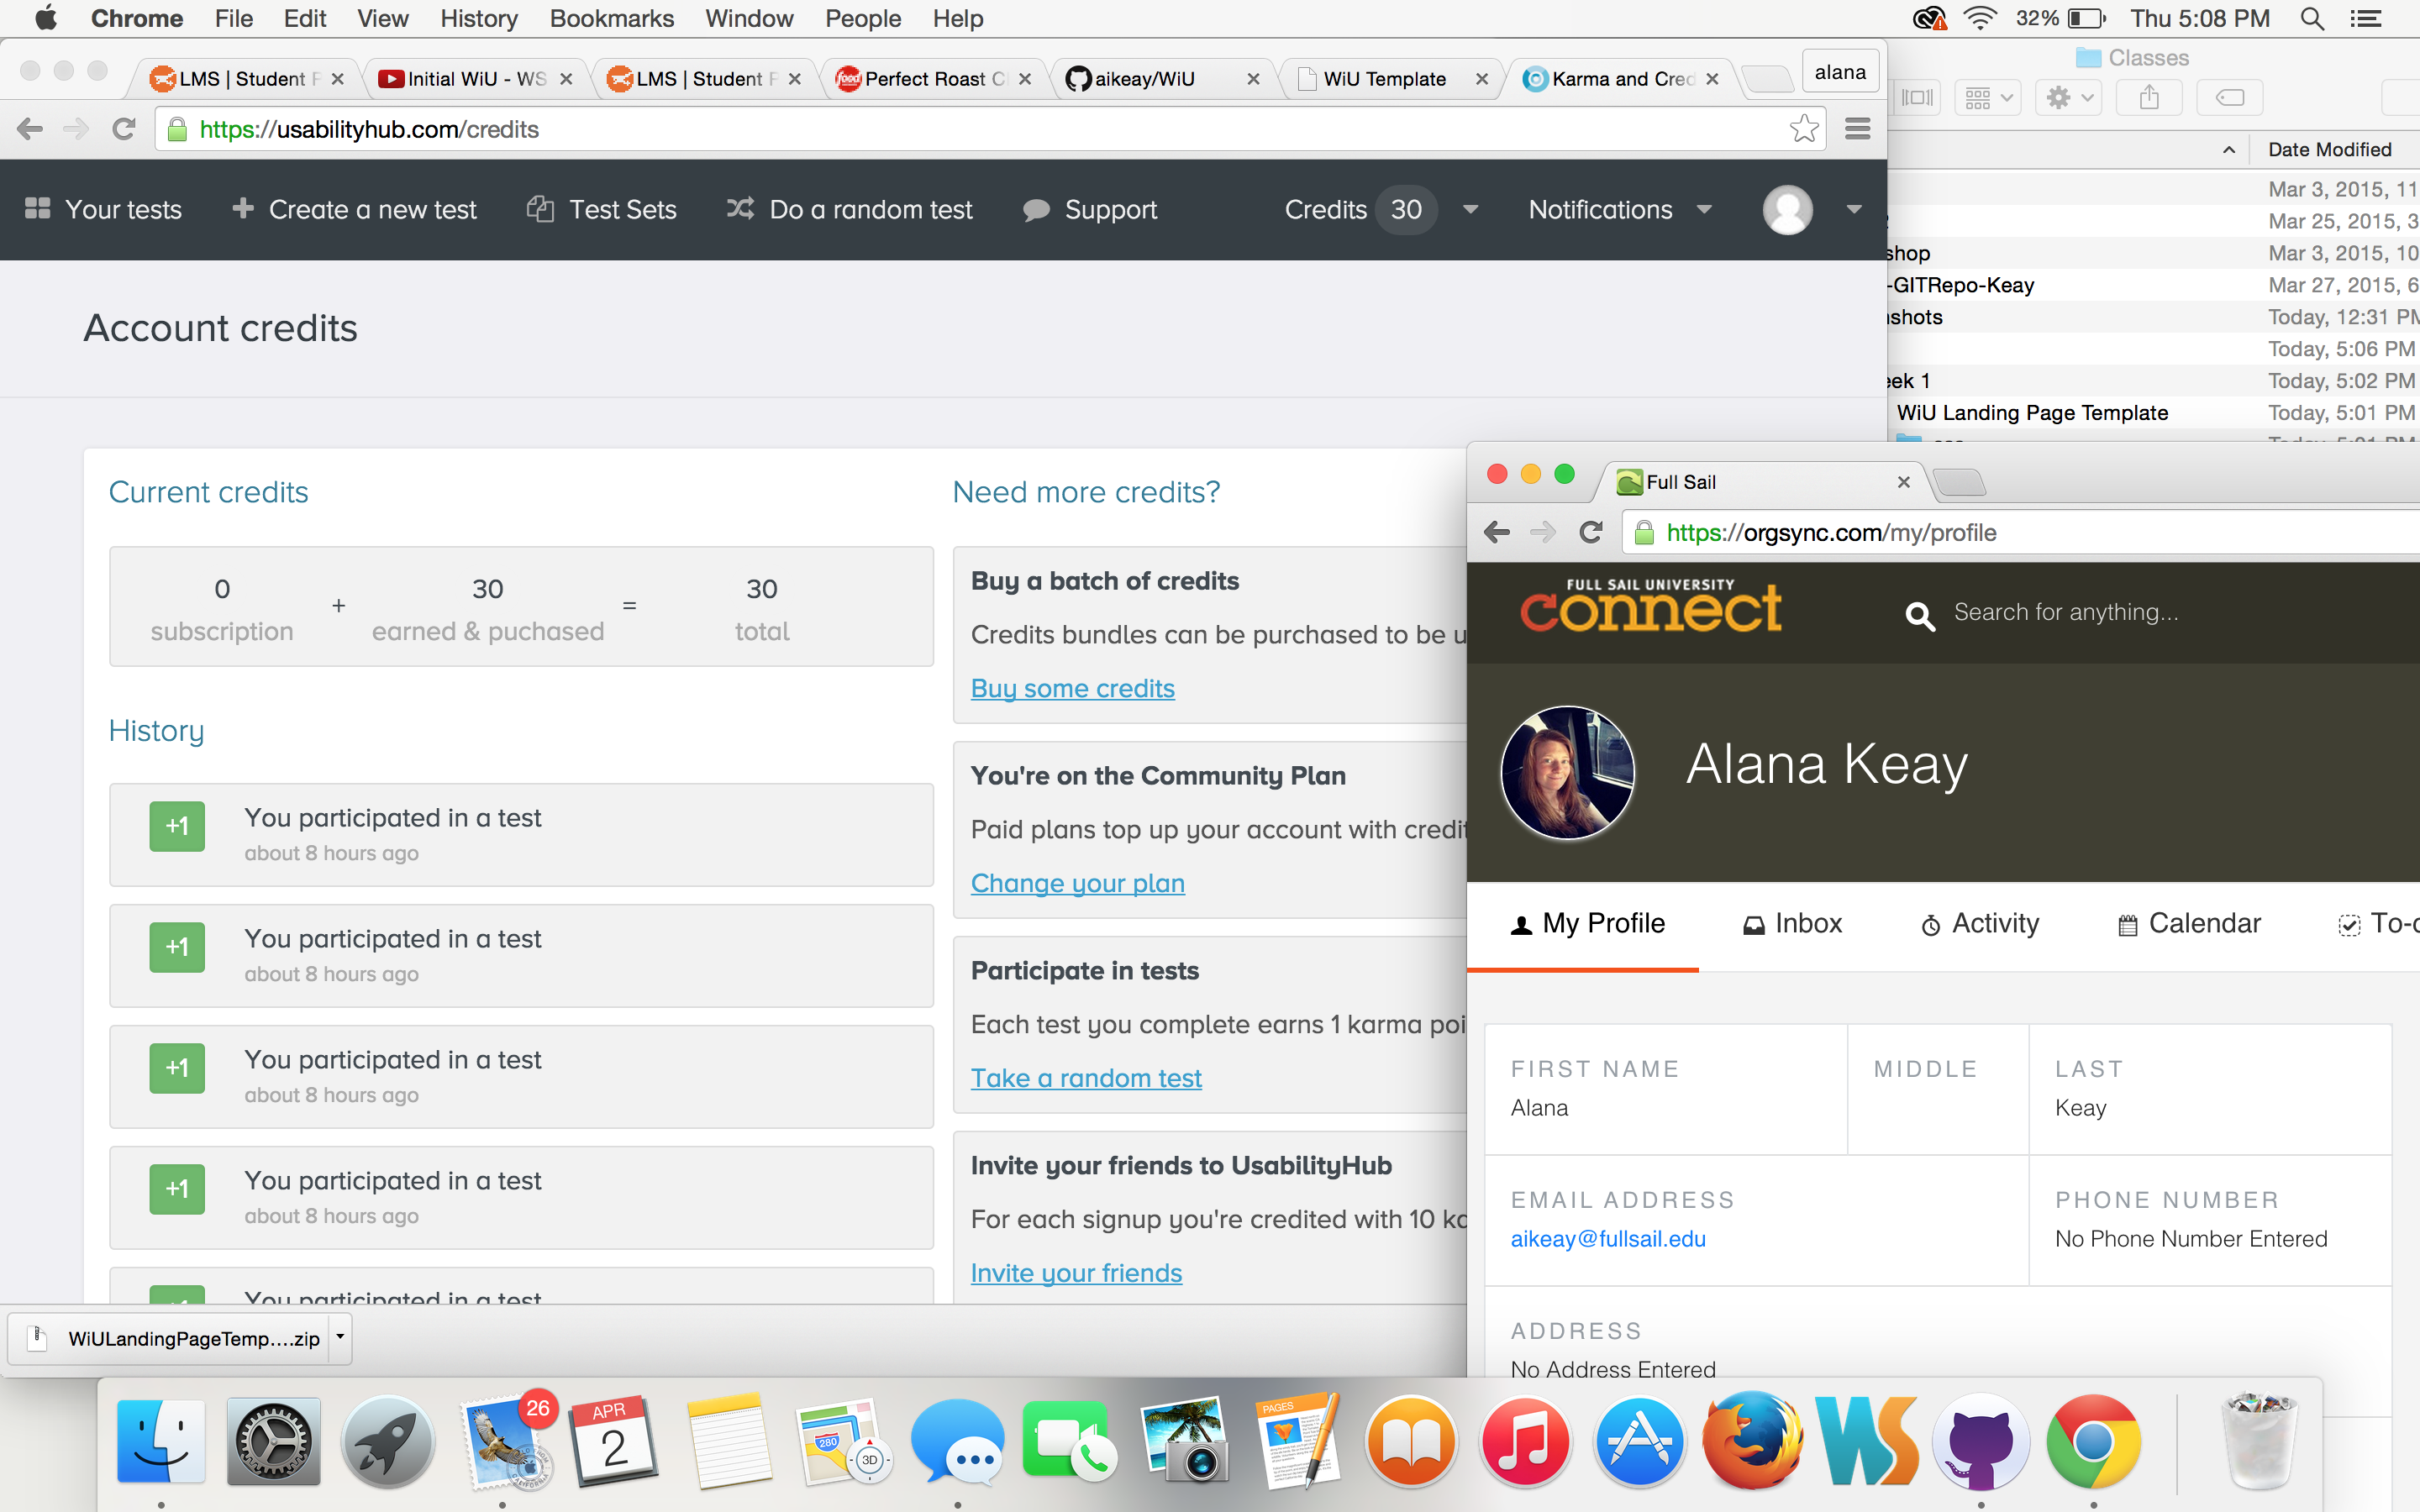 Chrome File Edit View History Bookmarks Window People Help 32% Thu 5:08 PM
LMS | Student P Initial WiU - WS LMS | Student P Perfect Roast C aikeay/WiU WiU Template Karma and Cred alana
https://usabilityhub.com/credits
Your tests Create a new test Test Sets Do a random test Support Credits 30 Notifications
Account credits
Current credits
0 + 30 = 30
subscription earned & puchased total
History
+1 You participated in a test
about 8 hours ago
+1 You participated in a test
about 8 hours ago
+1 You participated in a test
about 8 hours ago
+1 You participated in a test
about 8 hours ago
You participated in a test
Need more credits?
Buy a batch of credits
Credits bundles can be purchased to be u
Buy some credits
You're on the Community Plan
Paid plans top up your account with credit
Change your plan
Participate in tests
Each test you complete earns 1 karma poi
Take a random test
Invite your friends to UsabilityHub
For each signup you're credited with 10 ka
Invite your friends
WiULandingPageTemp....zip
Classes
Date Modified
Mar 3, 2015, 11
Mar 25, 2015, 3
shop Mar 3, 2015, 10
-GITRepo-Keay Mar 27, 2015, 6
shots Today, 12:31 PM
Today, 5:06 PM
eek 1 Today, 5:02 PM
WiU Landing Page Template Today, 5:01 PM
Full Sail
https://orgsync.com/my/profile
FULL SAIL UNIVERSITY
connect
Search for anything...
Alana Keay
My Profile Inbox Activity Calendar To-d
FIRST NAME MIDDLE LAST
Alana Keay
EMAIL ADDRESS PHONE NUMBER
aikeay@fullsail.edu No Phone Number Entered
ADDRESS
No Address Entered
26
APR
2
280
3D
PAGES
WS